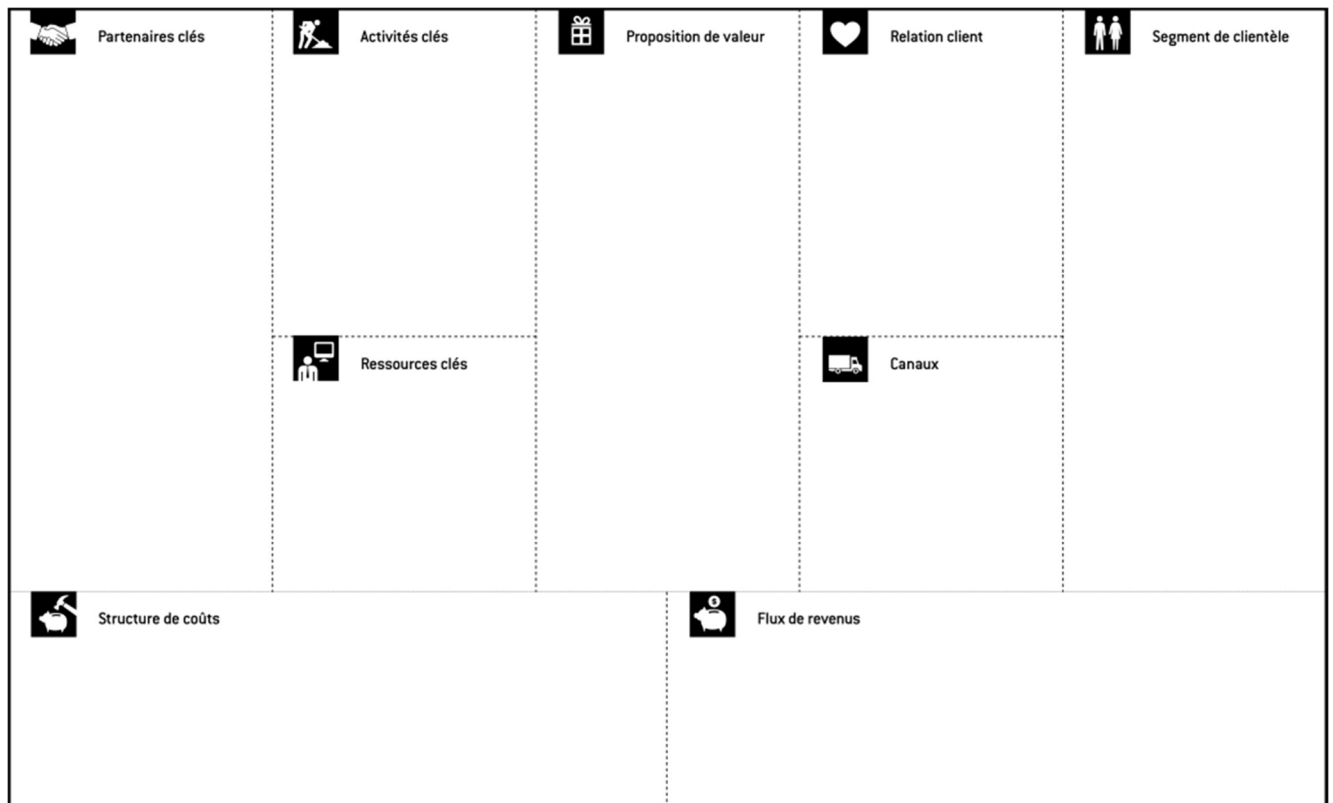 Partenaires clés
Activités clés
Proposition de valeur
Relation client
Segment de clientèle
Ressources clés
Canaux
Structure de coûts
$
Flux de revenus